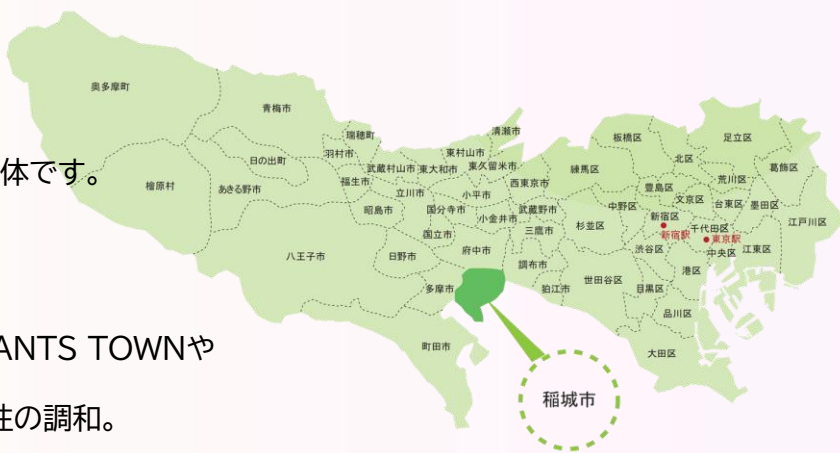 体です。
ANTS TOWNや
性の調和。
奥多摩町
青梅市
瑞穂町
清瀬市
板橋区
足立区
羽村市
東村山市
北区
日の出町
武蔵村山市
東大和市
東久留米市
練馬区
荒川区
葛飾区
檜原村
あきる野市
福生市
立川市
小平市
西東京市
豊島区
文京区
台東区
墨田区
昭島市
国分寺市
小金井市
武蔵野市
中野区
新宿区
千代田区
江戸川区
国立市
三鷹市
杉並区
新宿駅
東京駅
八王子市
日野市
府中市
渋谷区
中央区
江東区
調布市
港区
多摩市
狛江市
世田谷区
目黒区
品川区
町田市
大田区
稲城市